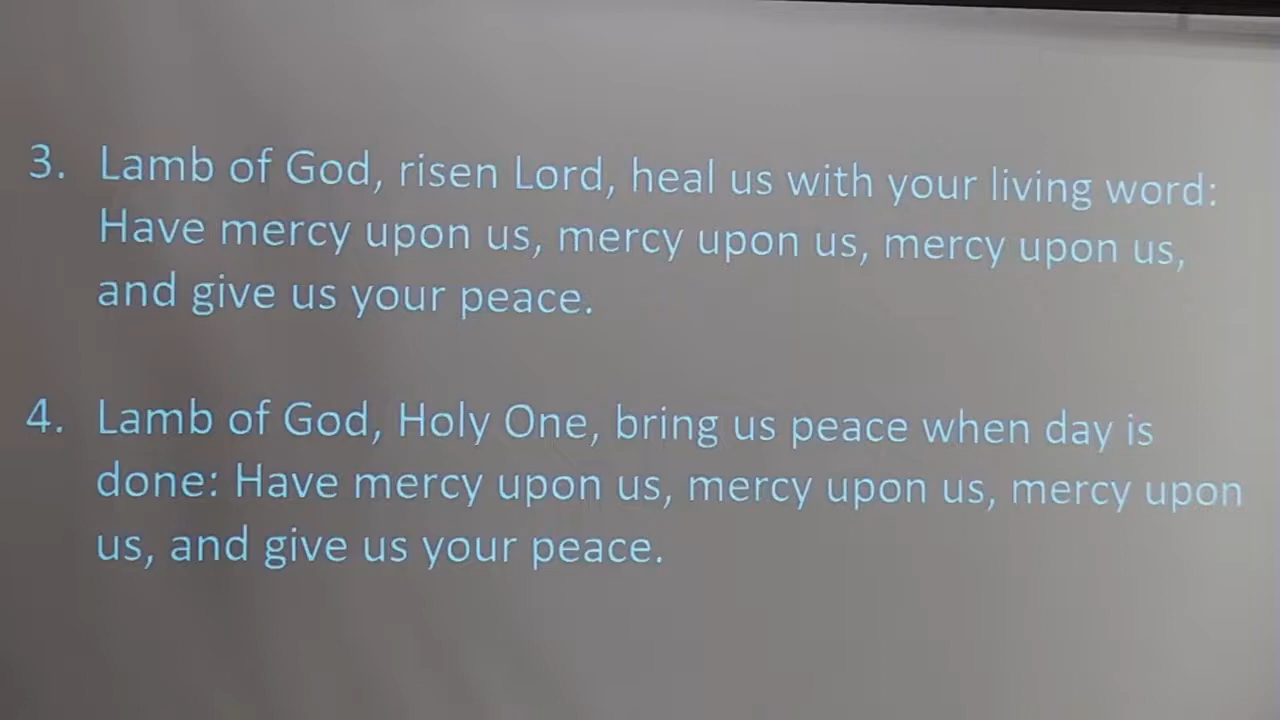 3. Lamb of God, risen Lord, heal us with your living word:
Have mercy upon us, mercy upon us, mercy upon us,
and give us your peace.
4. Lamb of God, Holy One, bring us peace when day is
done: Have mercy upon us, mercy upon us, mercy upon
us, and give us your peace.